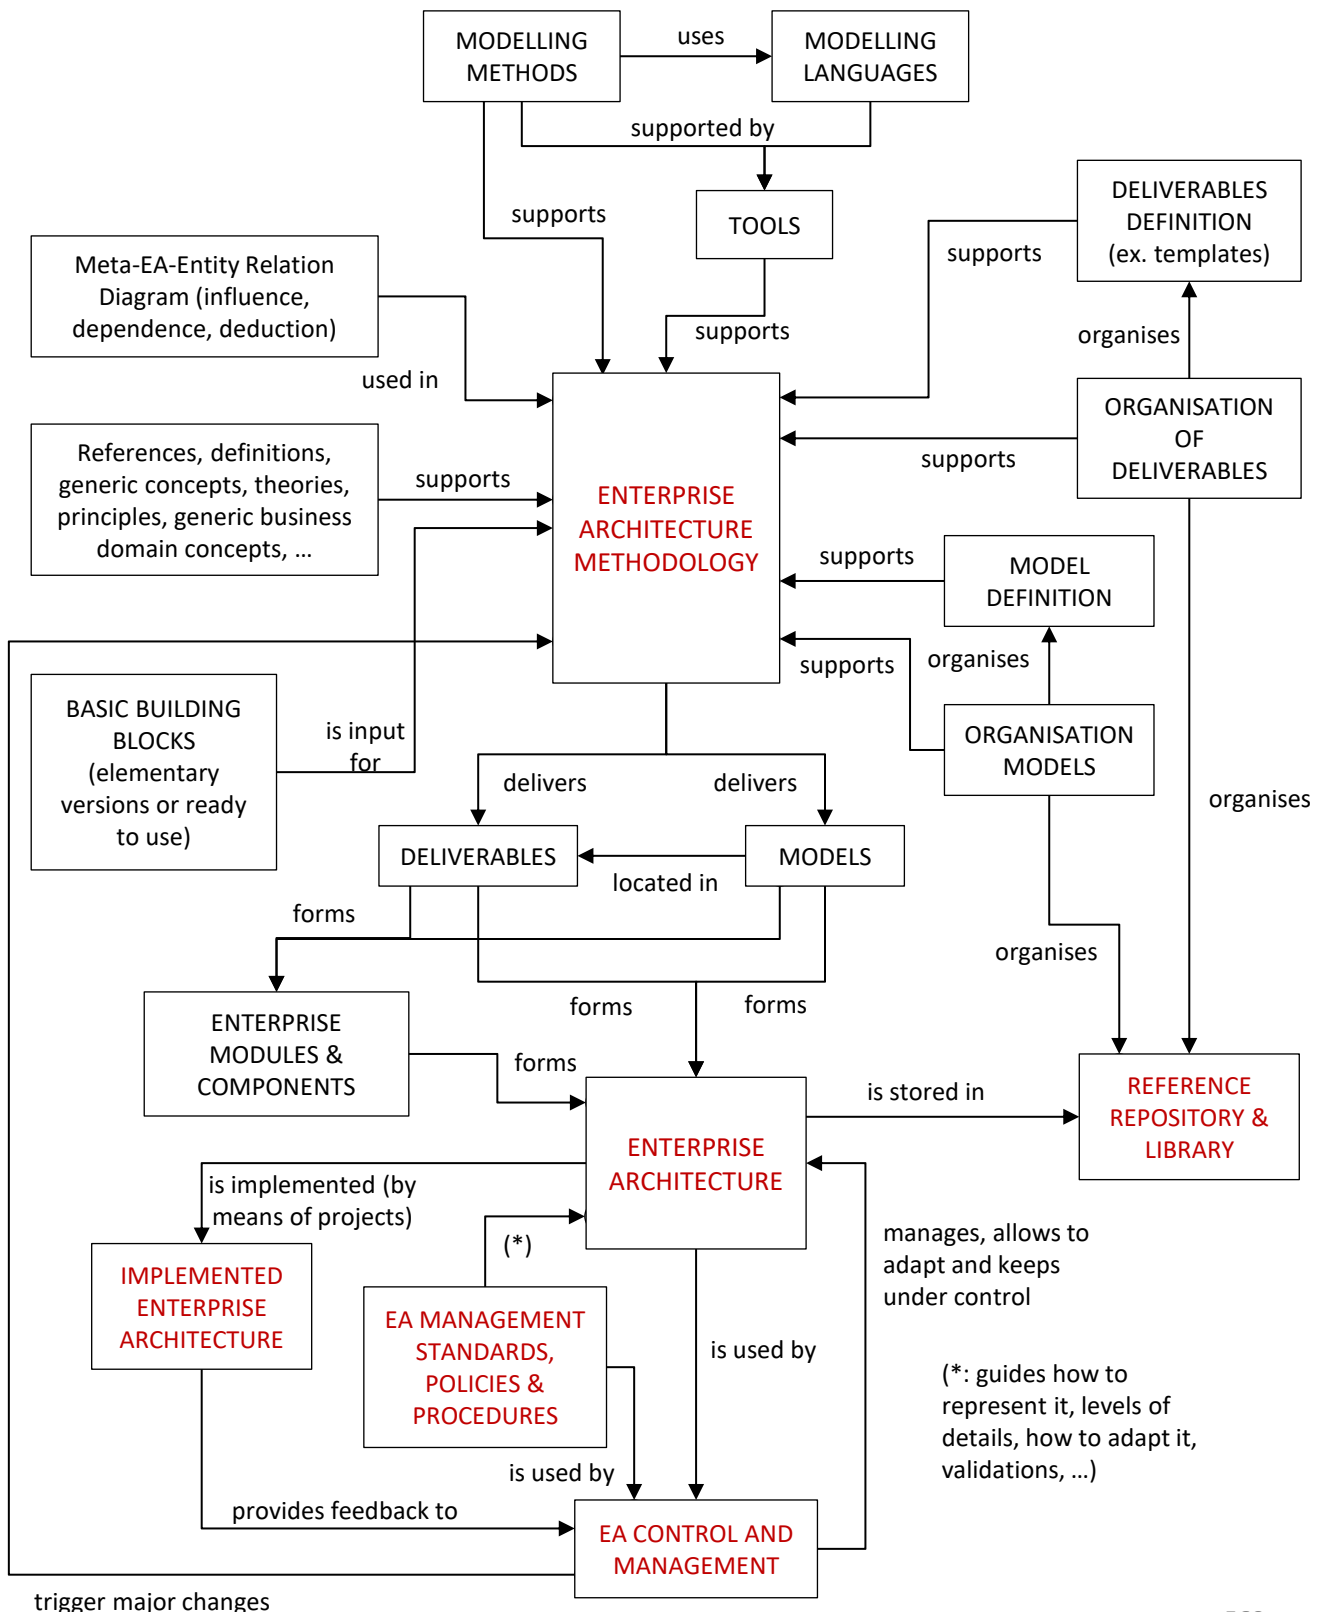 MODELLING
METHODS
uses
MODELLING
LANGUAGES
supported by
supports
TOOLS
DELIVERABLES
DEFINITION
(ex. templates)
supports
Meta-EA-Entity Relation
Diagram (influence,
dependence, deduction)
supports
organises
used in
ORGANISATION
OF
DELIVERABLES
References, definitions,
generic concepts, theories,
principles, generic business
domain concepts, ...
supports
supports
ENTERPRISE
ARCHITECTURE
METHODOLOGY
supports
MODEL
DEFINITION
supports
organises
BASIC BUILDING
BLOCKS
(elementary
versions or ready
to use)
is input
for
ORGANISATION
MODELS
delivers
delivers
organises
DELIVERABLES
MODELS
located in
forms
organises
forms
forms
ENTERPRISE
MODULES &
COMPONENTS
forms
is stored in
REFERENCE
REPOSITORY &
LIBRARY
ENTERPRISE
ARCHITECTURE
is implemented (by
means of projects)
(*)
manages, allows to
adapt and keeps
under control
IMPLEMENTED
ENTERPRISE
ARCHITECTURE
EA MANAGEMENT
STANDARDS,
POLICIES &
PROCEDURES
is used by
(*: guides how to
represent it, levels of
details, how to adapt it,
validations, ...)
is used by
provides feedback to
EA CONTROL AND
MANAGEMENT
trigger major changes